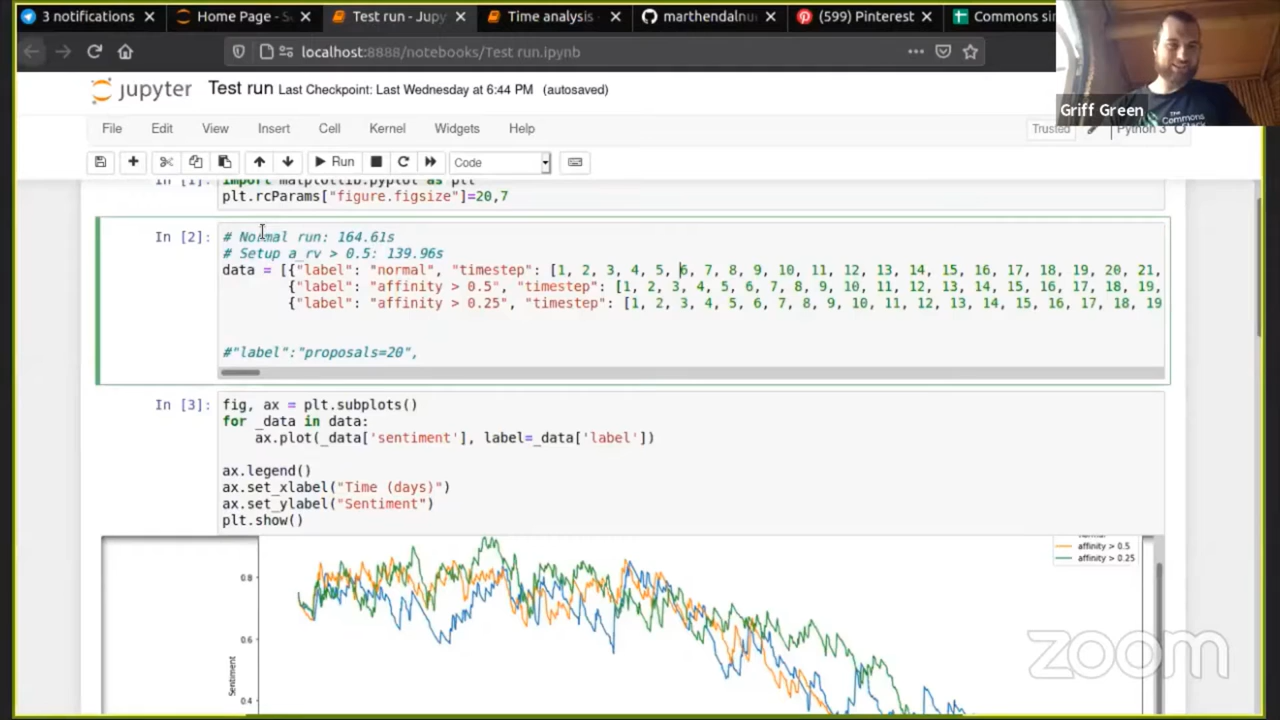 3 notifications
Home Page - S
Test run - Jupy
Time analysis -
marthendalnu
(599) Pinterest
Commons si
localhost:8888/notebooks/Test run.ipynb
Griff Green
jupyter Test run Last Checkpoint: Last Wednesday at 6:44 PM (autosaved)
File Edit View Insert Cell Kernel Widgets Help
Trusted
Python 3
Run
Code
In [1]: import matplotlib.pyplot as plt
plt.rcParams["figure.figsize"]=20,7
In [2]: # Normal run: 164.61s
# Setup a_rv > 0.5: 139.96s
data = [{"label": "normal", "timestep": [1, 2, 3, 4, 5, 6, 7, 8, 9, 10, 11, 12, 13, 14, 15, 16, 17, 18, 19, 20, 21,
{"label": "affinity > 0.5", "timestep": [1, 2, 3, 4, 5, 6, 7, 8, 9, 10, 11, 12, 13, 14, 15, 16, 17, 18, 19,
{"label": "affinity > 0.25", "timestep": [1, 2, 3, 4, 5, 6, 7, 8, 9, 10, 11, 12, 13, 14, 15, 16, 17, 18, 19
#"label":"proposals=20",
In [3]: fig, ax = plt.subplots()
for _data in data:
ax.plot(_data['sentiment'], label=_data['label'])
ax.legend()
ax.set_xlabel("Time (days)")
ax.set_ylabel("Sentiment")
plt.show()
affinity > 0.5
affinity > 0.25
0.8
0.6
0.4
Sentiment
zoom